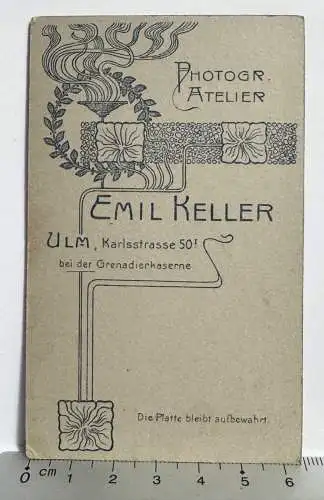 PHOTOGR.
ATELIER
EMIL KELLER
ULM, Karlsstrasse 50¹
bei der Grenadierkaserne
Die Platte bleibt aufbewahrt.
0 1 2 3 4 5 6
cm